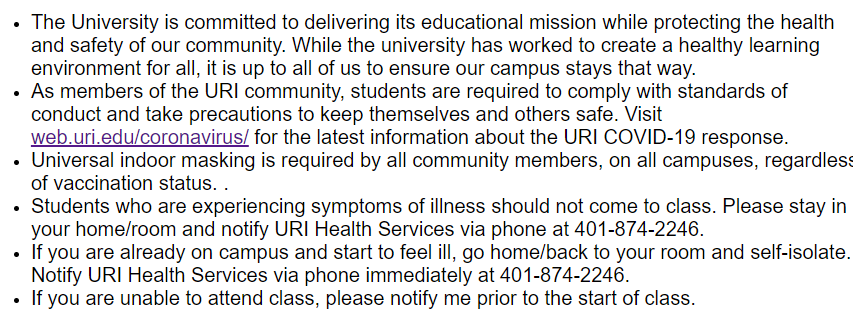 • The University is committed to delivering its educational mission while protecting the health
and safety of our community. While the university has worked to create a healthy learning
environment for all, it is up to all of us to ensure our campus stays that way.
• As members of the URI community, students are required to comply with standards of
conduct and take precautions to keep themselves and others safe. Visit
web.uri.edu/coronavirus/ for the latest information about the URI COVID-19 response.
• Universal indoor masking is required by all community members, on all campuses, regardless
of vaccination status. .
• Students who are experiencing symptoms of illness should not come to class. Please stay in
your home/room and notify URI Health Services via phone at 401-874-2246.
• If you are already on campus and start to feel ill, go home/back to your room and self-isolate.
Notify URI Health Services via phone immediately at 401-874-2246.
• If you are unable to attend class, please notify me prior to the start of class.